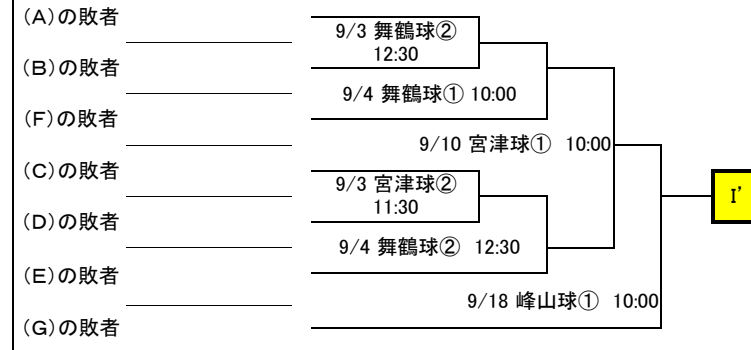 (A)の敗者
9/3 舞鶴球②
12:30
(B)の敗者
9/4 舞鶴球① 10:00
(F)の敗者
9/10 宮津球① 10:00
(C)の敗者
9/3 宮津球②
11:30
I’
(D)の敗者
9/4 舞鶴球② 12:30
(E)の敗者
9/18 峰山球① 10:00
(G)の敗者